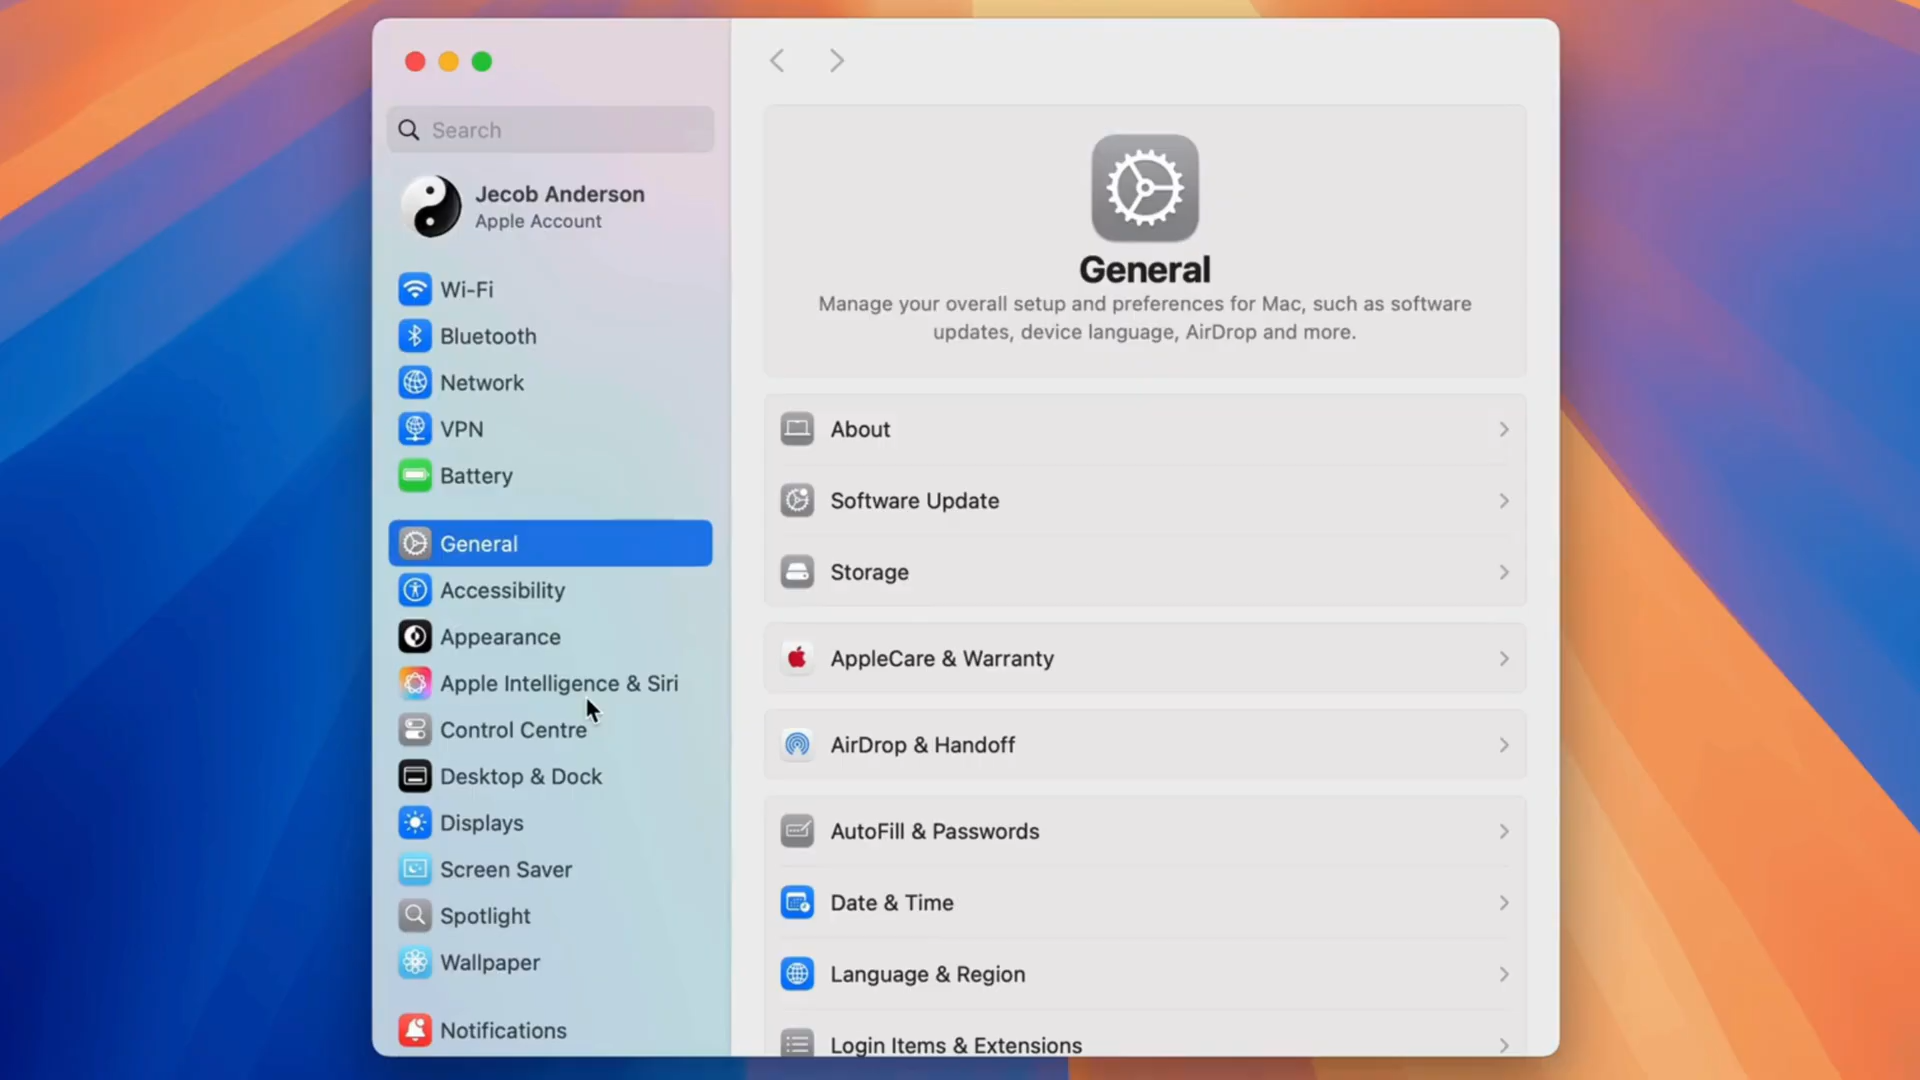 Search
Jecob Anderson
Apple Account
Wi-Fi
Bluetooth
Network
VPN
Battery
General
Accessibility
Appearance
Apple Intelligence & Siri
Control Centre
Desktop & Dock
Displays
Screen Saver
Spotlight
Wallpaper
Notifications
General
Manage your overall setup and preferences for Mac, such as software
updates, device language, AirDrop and more.
About
Software Update
Storage
AppleCare & Warranty
AirDrop & Handoff
AutoFill & Passwords
Date & Time
Language & Region
Login Items & Extensions